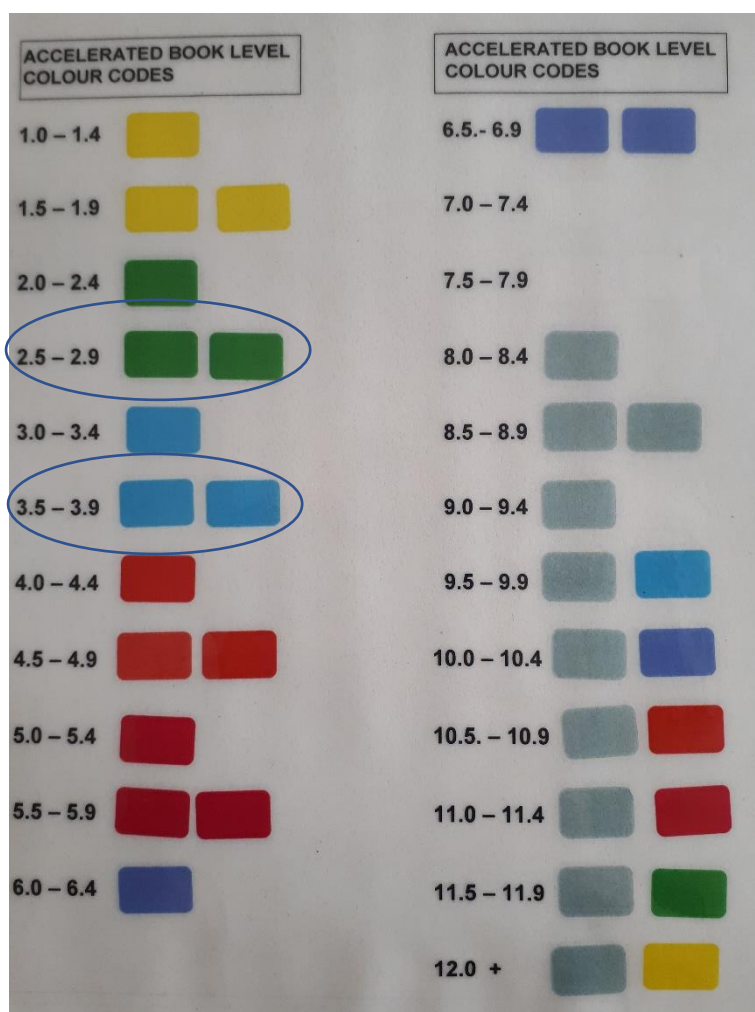 ACCELERATED BOOK LEVEL
COLOUR CODES
1.0 – 1.4
1.5 – 1.9
2.0 – 2.4
2.5 – 2.9
3.0 – 3.4
3.5 – 3.9
4.0 – 4.4
4.5 – 4.9
5.0 – 5.4
5.5 – 5.9
6.0 – 6.4
ACCELERATED BOOK LEVEL
COLOUR CODES
6.5.- 6.9
7.0 – 7.4
7.5 – 7.9
8.0 – 8.4
8.5 – 8.9
9.0 – 9.4
9.5 – 9.9
10.0 – 10.4
10.5. – 10.9
11.0 – 11.4
11.5 – 11.9
12.0 +